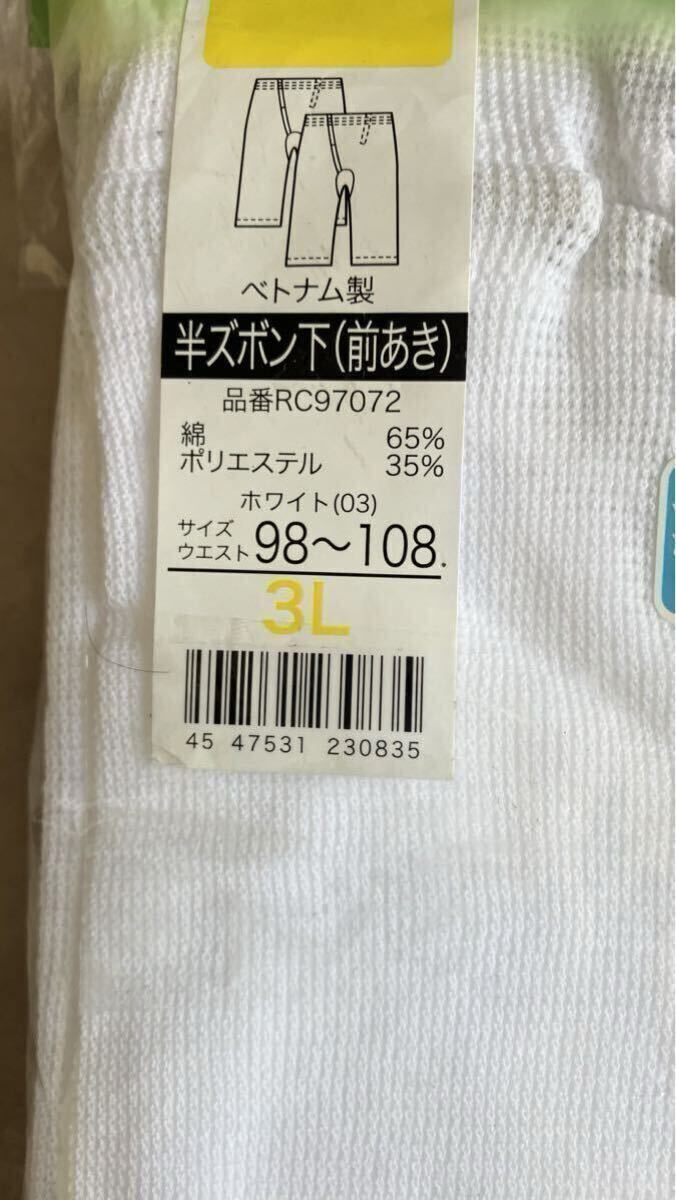 ベトナム製
半ズボン下(前あき)
品番RC97072
綿 65%
ポリエステル 35%
ホワイト(03)
サイズ
ウエスト 98〜108.
3L
45 47531 230835